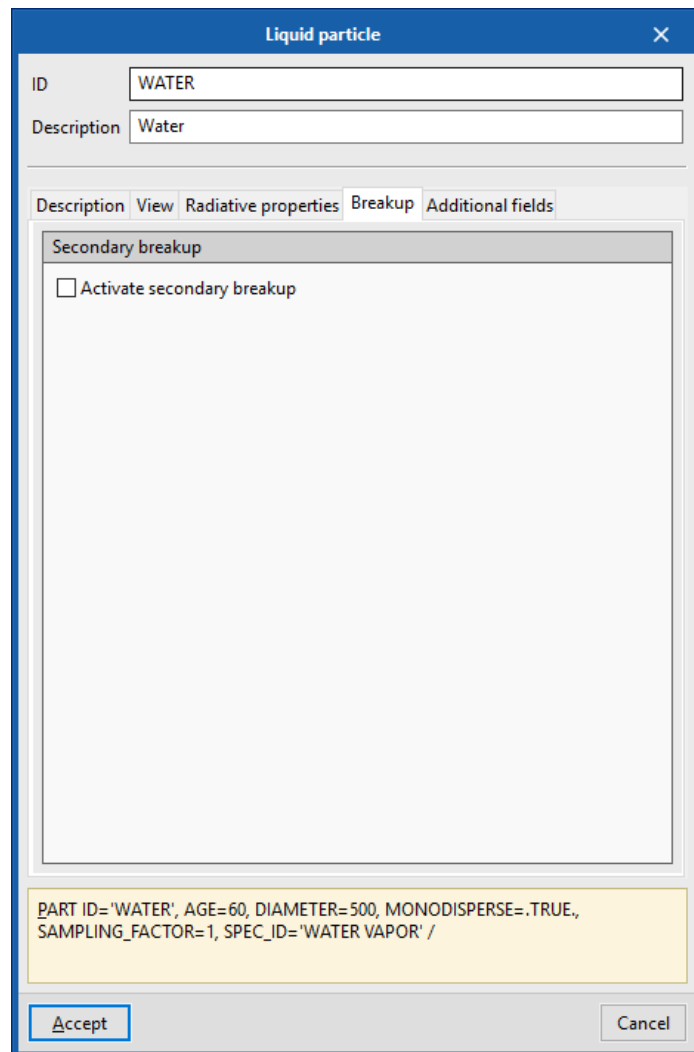 Liquid particle
ID WATER
Description Water
Description View Radiative properties Breakup Additional fields
Secondary breakup
Activate secondary breakup
PART ID='WATER', AGE=60, DIAMETER=500, MONODISPERSE=.TRUE.,
SAMPLING_FACTOR=1, SPEC_ID='WATER VAPOR' /
Accept Cancel